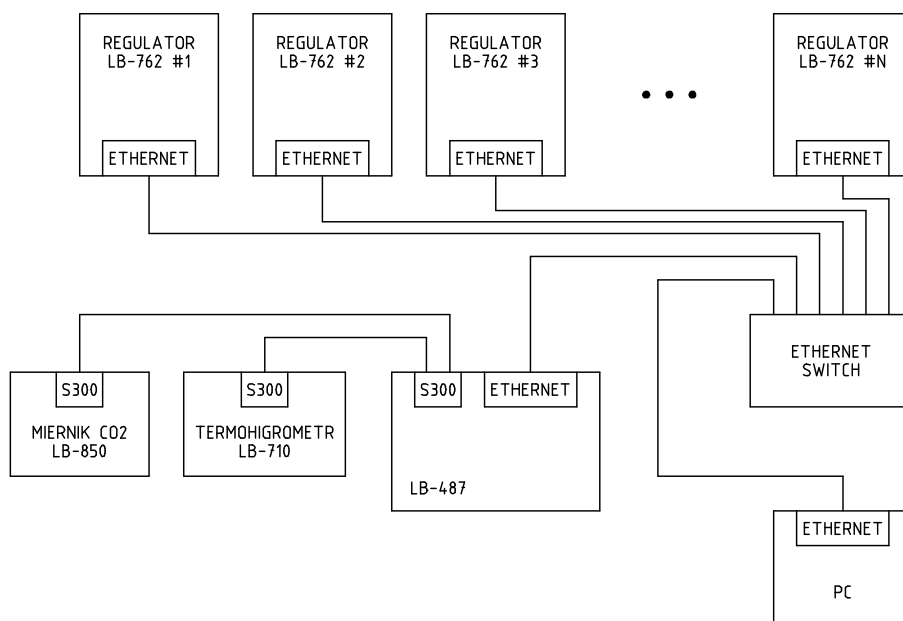 REGULATOR
LB-762 #1
ETHERNET
REGULATOR
LB-762 #2
ETHERNET
REGULATOR
LB-762 #3
ETHERNET
REGULATOR
LB-762 #N
ETHERNET
ETHERNET
SWITCH
S300
MIERNIK CO2
LB-850
S300
TERMOHIGROMETR
LB-710
S300
ETHERNET
LB-487
ETHERNET
PC